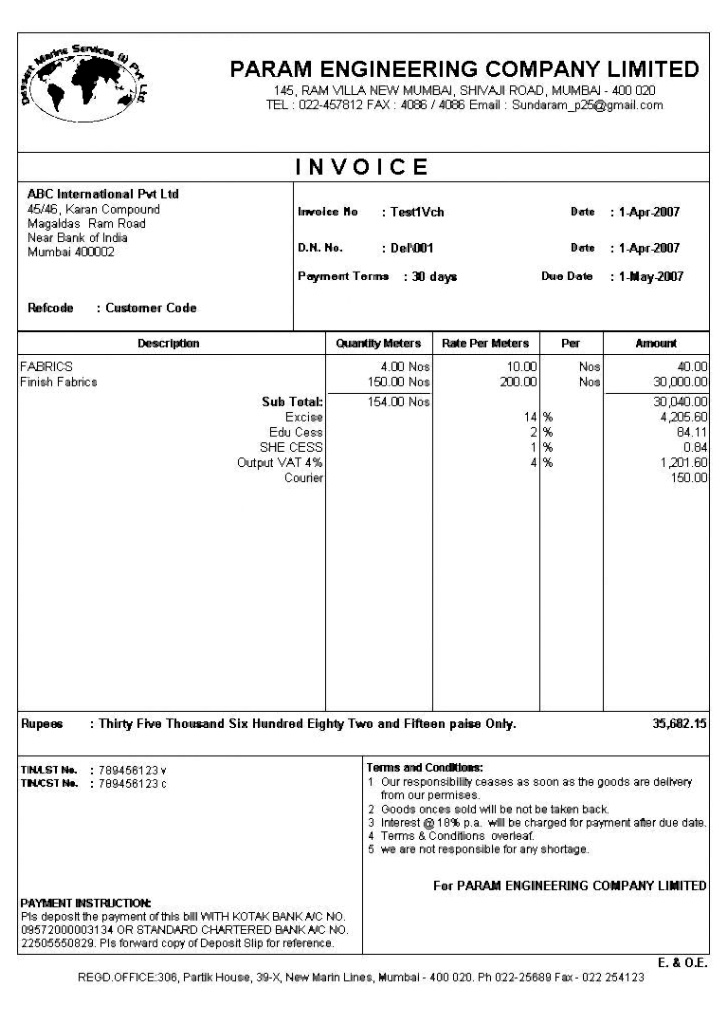 Dessert Marine Services (I) Pvt Ltd
PARAM ENGINEERING COMPANY LIMITED
145, RAM VILLA NEW MUMBAI, SHIVAJI ROAD, MUMBAI - 400 020
TEL : 022-457812 FAX : 4086 / 4086 Email : Sundaram_p25@gmail.com
INVOICE
ABC International Pvt Ltd
45/46, Karan Compound
Magaldas Ram Road
Near Bank of India
Mumbai 400002
Refcode : Customer Code
Invoice No : Test1Vch Date : 1-Apr-2007
D.N. No. : Del\001 Date : 1-Apr-2007
Payment Terms : 30 days Due Date : 1-May-2007
Description Quantity Meters Rate Per Meters Per Amount
FABRICS 4.00 Nos 10.00 Nos 40.00
Finish Fabrics 150.00 Nos 200.00 Nos 30,000.00
Sub Total: 154.00 Nos 30,040.00
Excise 14 % 4,205.60
Edu Cess 2 % 84.11
SHE CESS 1 % 0.84
Output VAT 4% 4 % 1,201.60
Courier 150.00
Rupees : Thirty Five Thousand Six Hundred Eighty Two and Fifteen paise Only. 35,682.15
TIN/LST No. : 789456123 v
TIN/CST No. : 789456123 c
PAYMENT INSTRUCTION:
Pls deposit the payment of this bill WITH KOTAK BANK A/C NO.
09572000003134 OR STANDARD CHARTERED BANK A/C NO.
22505550829. Pls forward copy of Deposit Slip for reference.
Terms and Conditions:
1 Our responsibility ceases as soon as the goods are delivery
from our permises.
2 Goods onces sold will be not be taken back.
3 Interest @ 18% p.a. will be charged for payment after due date.
4 Terms & Conditions overleaf.
5 we are not responsible for any shortage.
For PARAM ENGINEERING COMPANY LIMITED
E. & O.E.
REGD.OFFICE:306, Partik House, 39-X, New Marin Lines, Mumbai - 400 020. Ph 022-25689 Fax - 022 254123